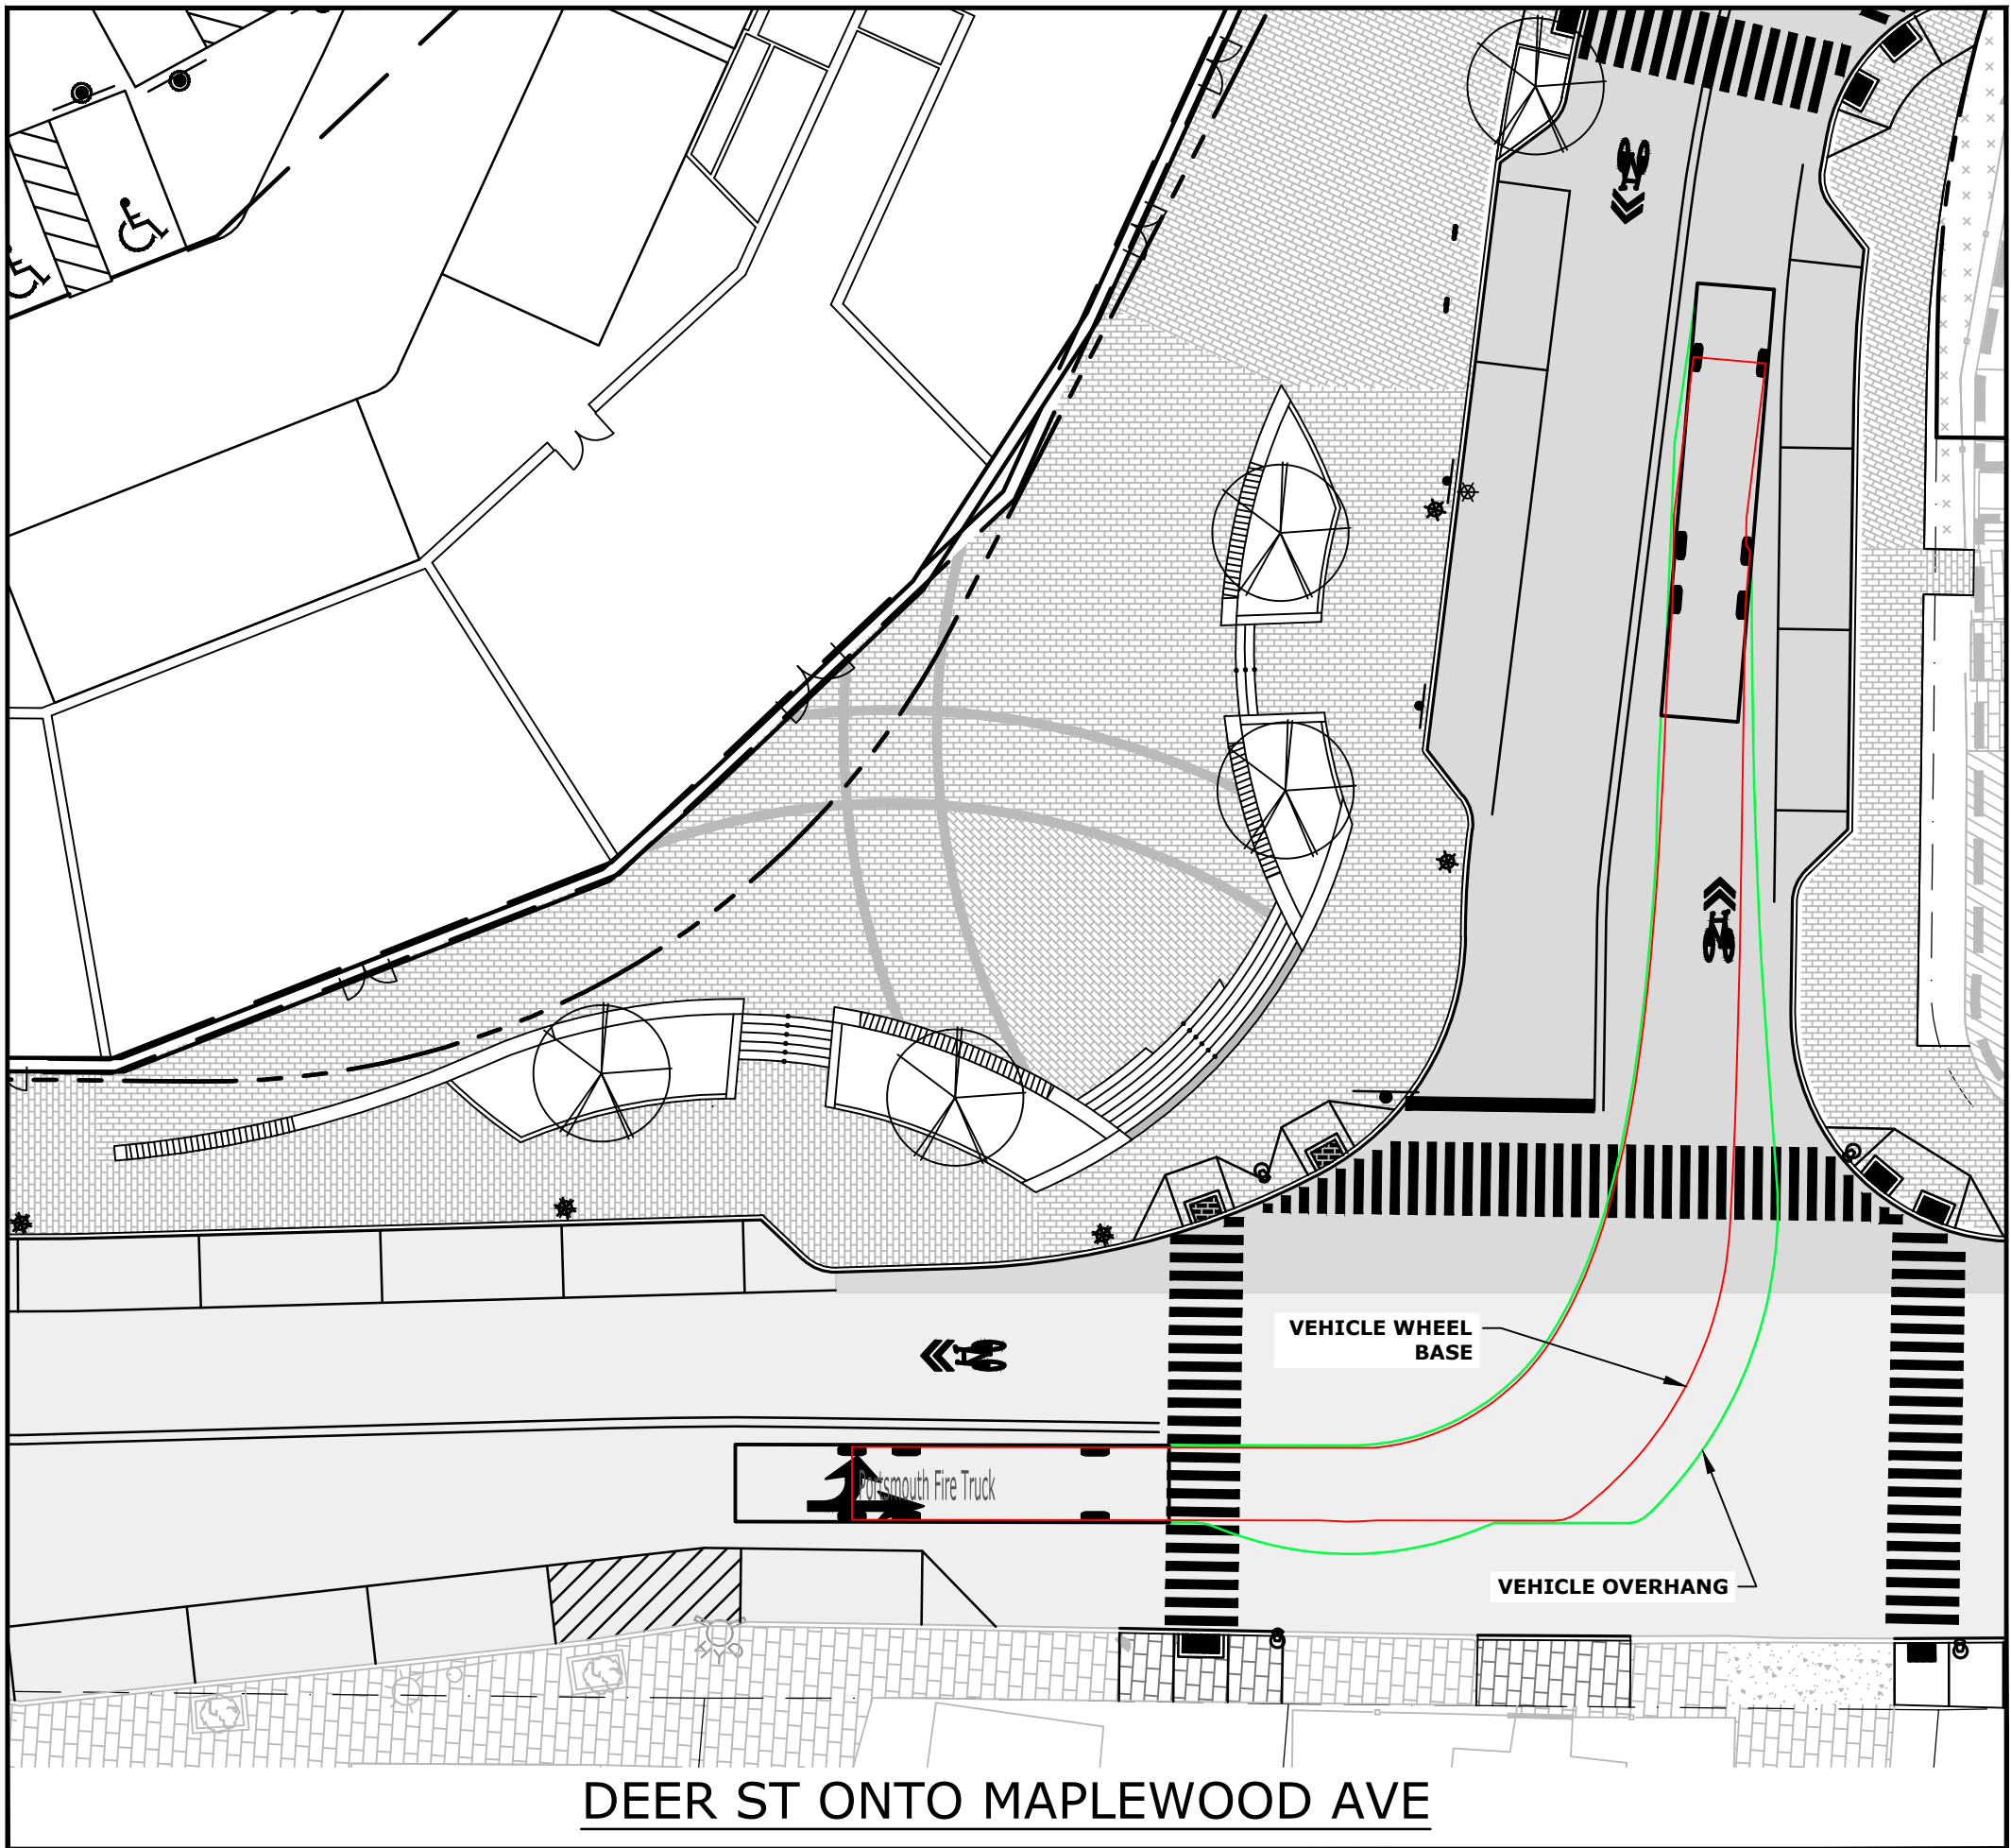 VEHICLE WHEEL
BASE
Portsmouth Fire Truck
VEHICLE OVERHANG
DEER ST ONTO MAPLEWOOD AVE